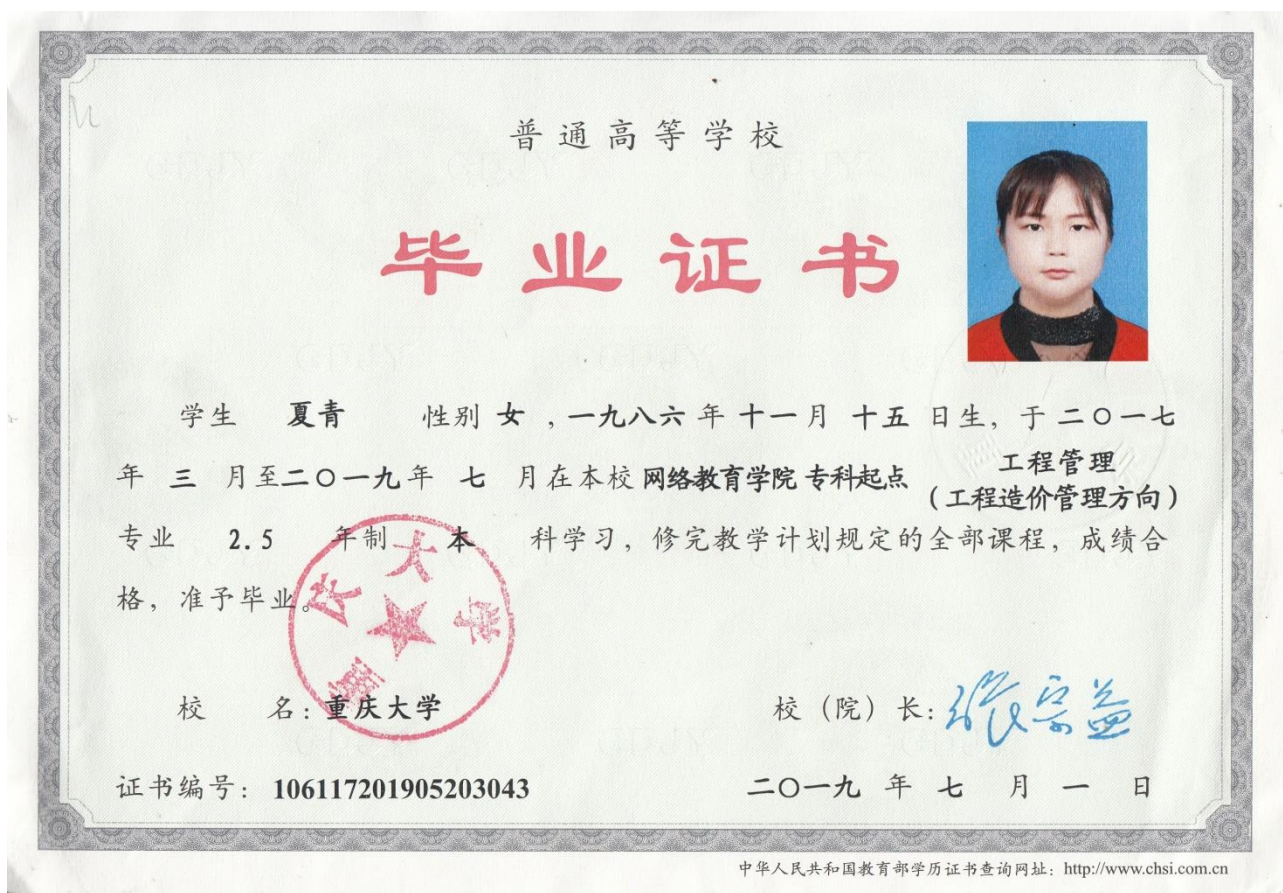 普通高等学校
毕业证书
学生 夏青 性别 女 ,一九八六 年 十一 月 十五 日生, 于 二〇一七
年 三 月至二〇一九年 七 月在本校 网络教育学院 专科起点 工程管理
(工程造价管理方向)
专业 2.5 年制 本 科学习, 修完教学计划规定的全部课程, 成绩合
格, 准予毕业。
重庆大学
校 名: 重庆大学 校 (院) 长: 张宗益
证书编号: 106117201905203043 二〇一九 年 七 月 一 日
中华人民共和国教育部学历证书查询网址: http://www.chsi.com.cn